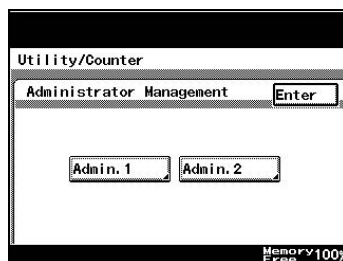 Utility/Counter
Administrator Management
Enter
Admin.1
Admin.2
Memory
Free
100%